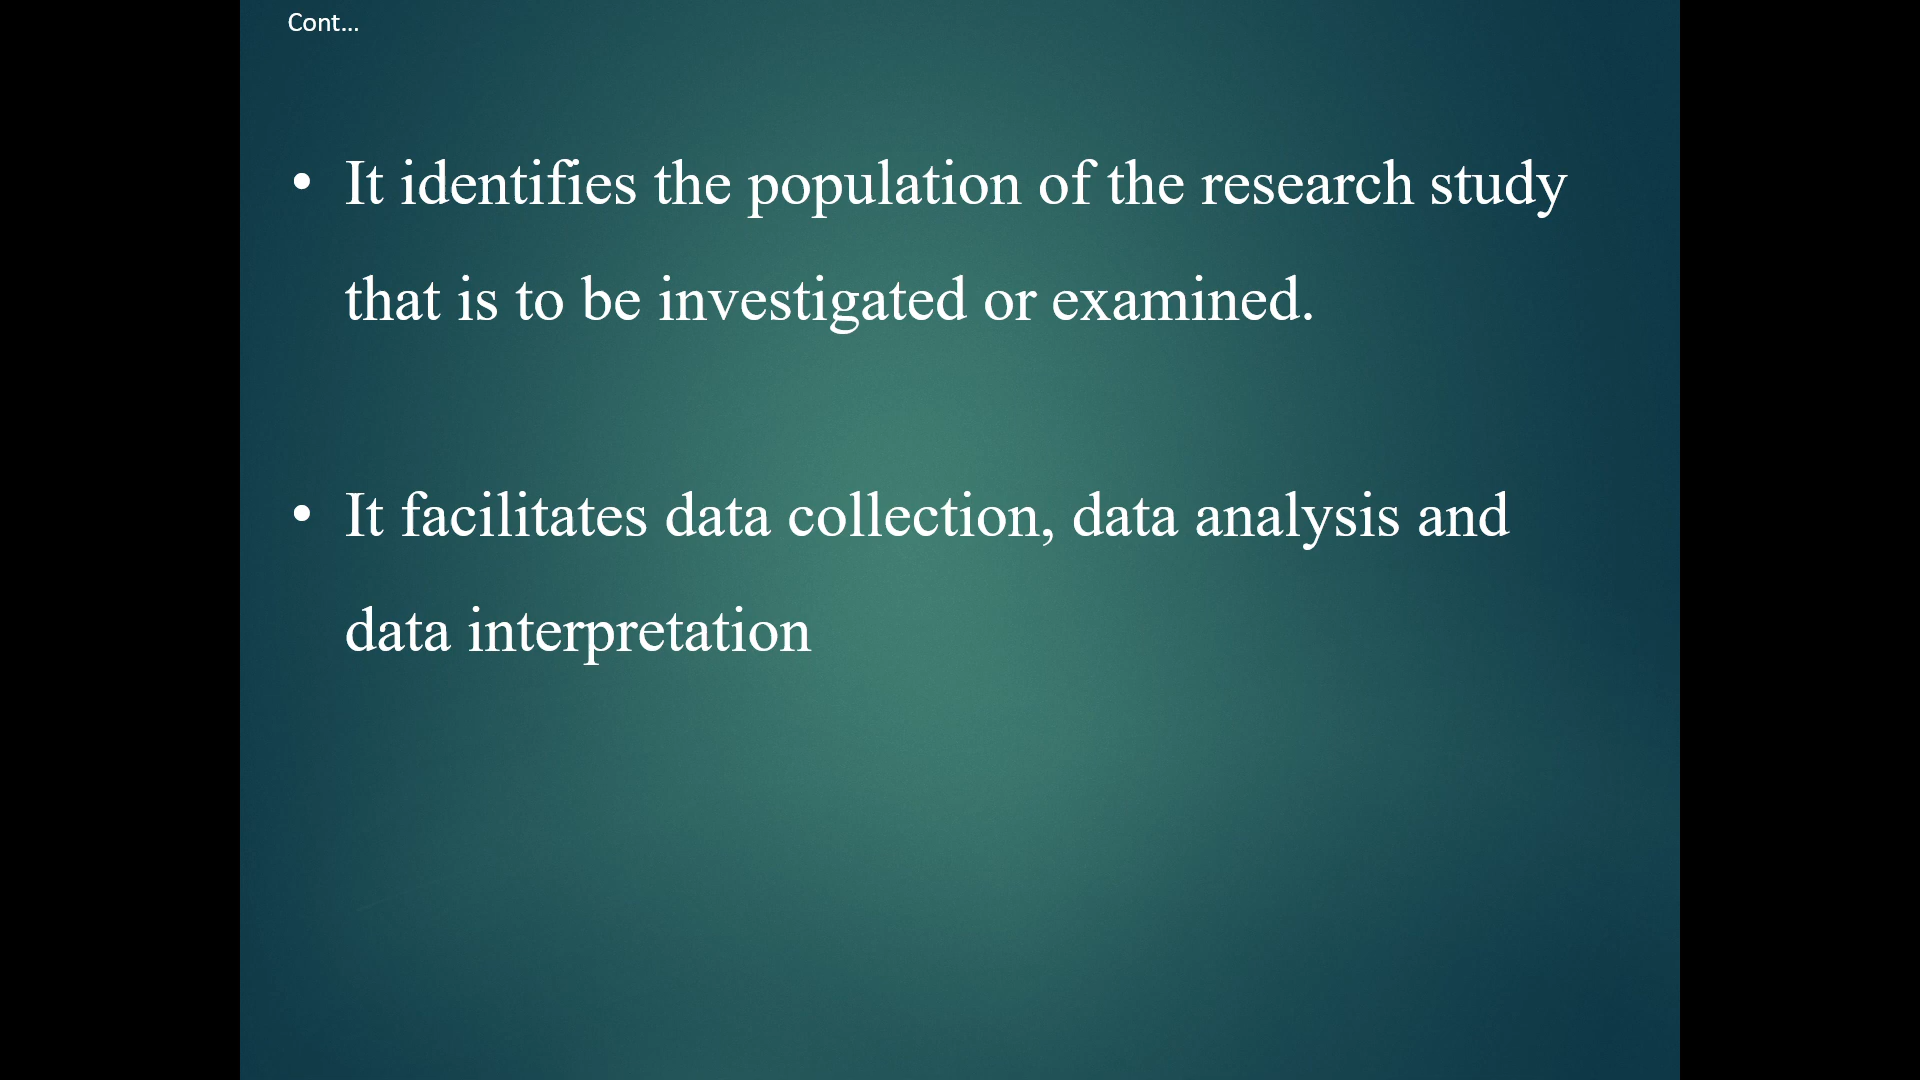 Cont...
• It identifies the population of the research study
that is to be investigated or examined.
• It facilitates data collection, data analysis and
data interpretation